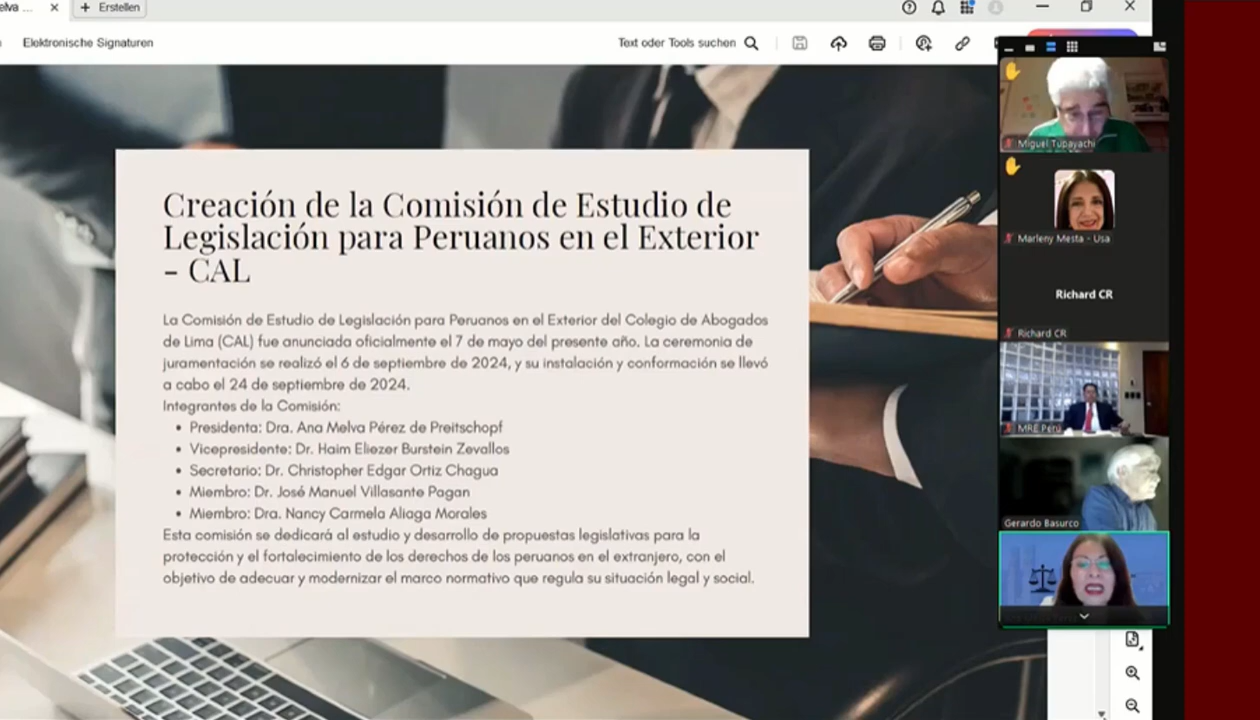 elva ...
Erstellen
Elektronische Signaturen
Text oder Tools suchen
Creación de la Comisión de Estudio de
Legislación para Peruanos en el Exterior
– CAL
La Comisión de Estudio de Legislación para Peruanos en el Exterior del Colegio de Abogados
de Lima (CAL) fue anunciada oficialmente el 7 de mayo del presente año. La ceremonia de
juramentación se realizó el 6 de septiembre de 2024, y su instalación y conformación se llevó
a cabo el 24 de septiembre de 2024.
Integrantes de la Comisión:
• Presidenta: Dra. Ana Melva Pérez de Preitschopf
• Vicepresidente: Dr. Haim Eliezer Burstein Zevallos
• Secretario: Dr. Christopher Edgar Ortiz Chagua
• Miembro: Dr. José Manuel Villasante Pagan
• Miembro: Dra. Nancy Carmela Aliaga Morales
Esta comisión se dedicará al estudio y desarrollo de propuestas legislativas para la
protección y el fortalecimiento de los derechos de los peruanos en el extranjero, con el
objetivo de adecuar y modernizar el marco normativo que regula su situación legal y social.
Miguel Tupayachi
Marleny Mesta - Usa
Richard CR
Richard CR
MRE Perú
Gerardo Basurco